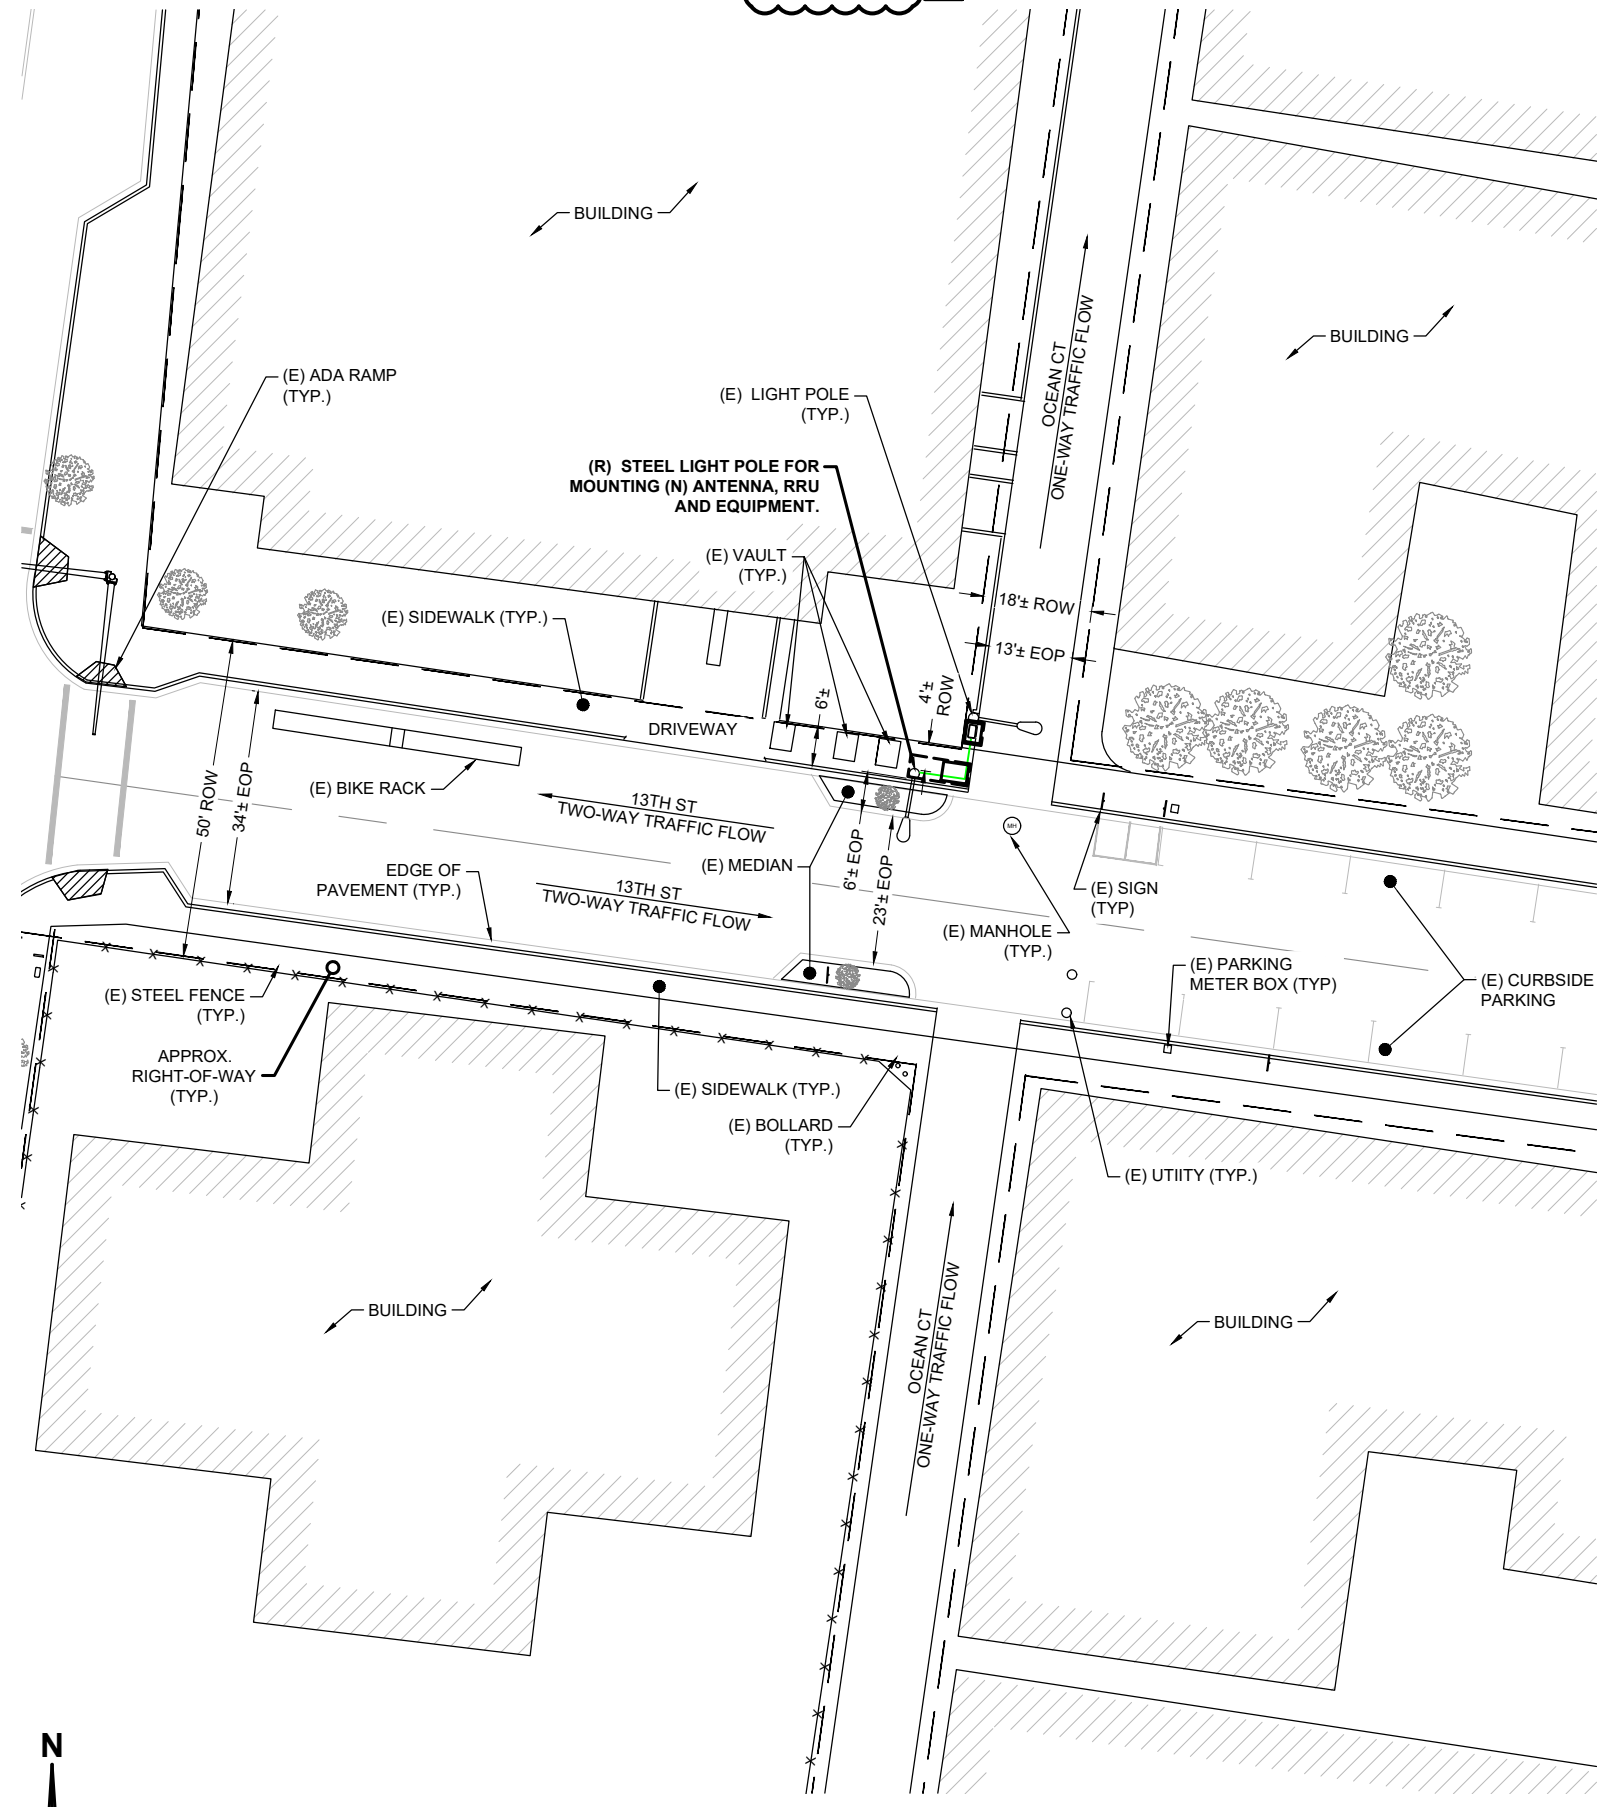 BUILDING
BUILDING
(E) ADA RAMP
(TYP.)
(E)  LIGHT POLE
(TYP.)
OCEAN CT
ONE-WAY TRAFFIC FLOW
(R)  STEEL LIGHT POLE FOR
MOUNTING (N) ANTENNA, RRU
AND EQUIPMENT.
(E) VAULT
(TYP.)
18'± ROW
13'± EOP
(E) SIDEWALK (TYP.)
6'±
4'±
ROW
DRIVEWAY
50' ROW
34'± EOP
(E) BIKE RACK
13TH ST
TWO-WAY TRAFFIC FLOW
MH
(E) MEDIAN
6'± EOP
23'± EOP
EDGE OF
PAVEMENT (TYP.)
13TH ST
TWO-WAY TRAFFIC FLOW
(E) SIGN
(TYP)
(E) MANHOLE
(TYP.)
(E) PARKING
METER BOX (TYP)
(E) CURBSIDE
PARKING
(E) STEEL FENCE
(TYP.)
APPROX.
RIGHT-OF-WAY
(TYP.)
(E) SIDEWALK (TYP.)
(E) BOLLARD
(TYP.)
(E) UTIITY (TYP.)
BUILDING
OCEAN CT
ONE-WAY TRAFFIC FLOW
BUILDING
N